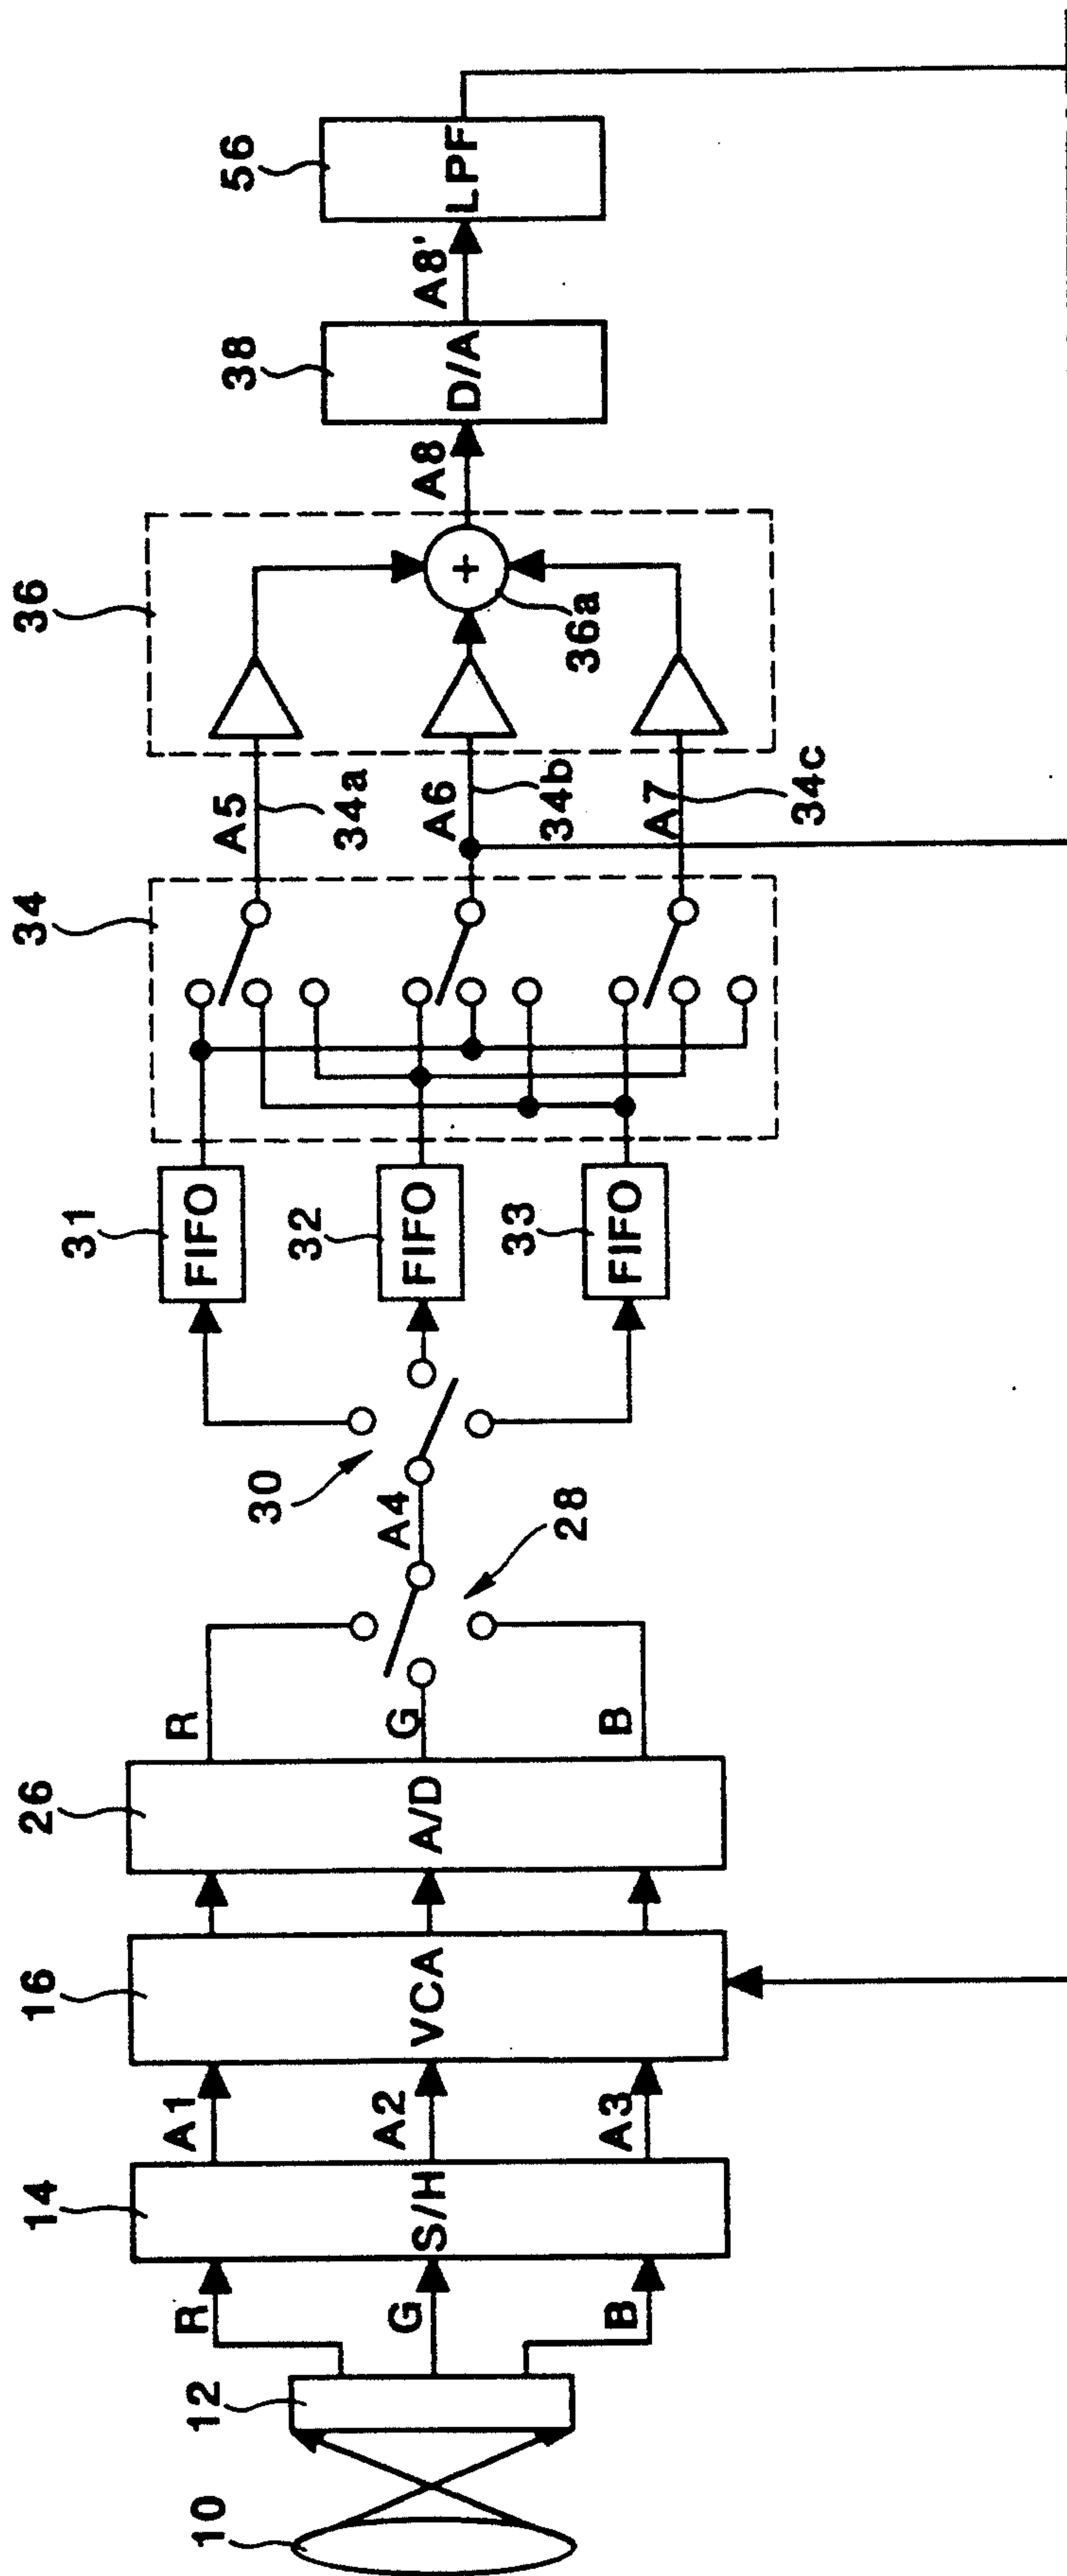 10
12
R
G
B
14
S/H
A1
A2
A3
16
VCA
26
A/D
R
G
B
28
A4
30
31
FIFO
32
FIFO
33
FIFO
34
A5
34a
A6
34b
A7
34c
36
+
36a
A8
38
D/A
A8'
56
LPF